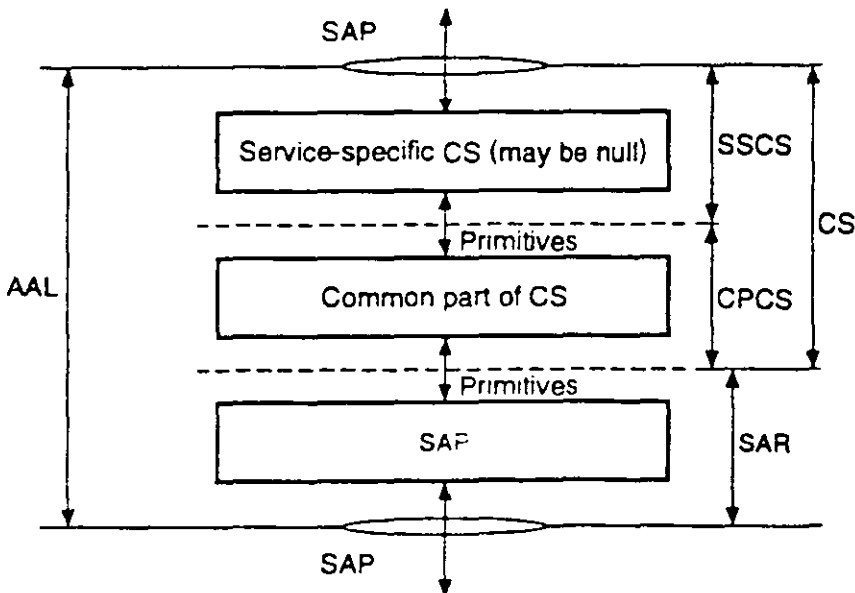 SAP
Service-specific CS (may be null)
SSCS
CS
Primitives
AAL
Common part of CS
CPCS
Primitives
SAP
SAR
SAP